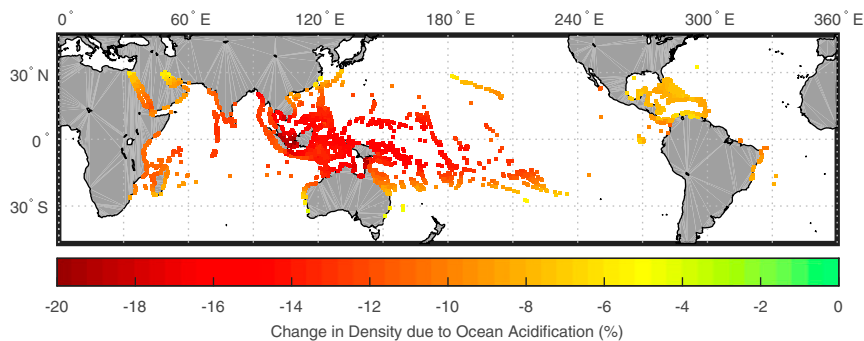 0° 60° E 120° E 180° E 240° E 300° E 360° E
30° N
0°
30° S
-20 -18 -16 -14 -12 -10 -8 -6 -4 -2 0
Change in Density due to Ocean Acidification (%)